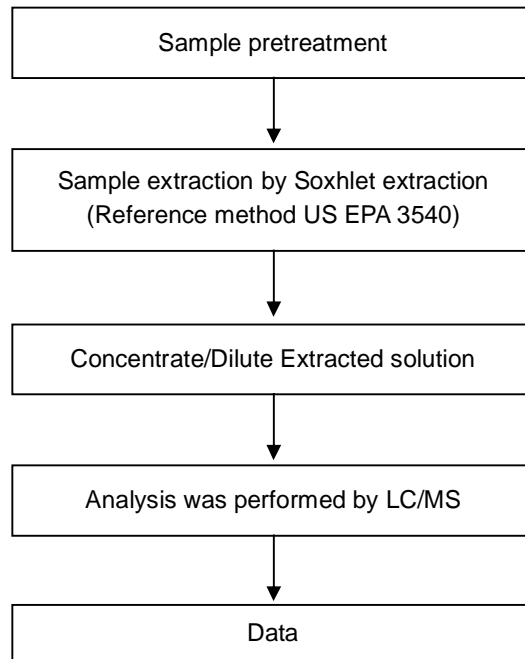 Sample pretreatment
Sample extraction by Soxhlet extraction
(Reference method US EPA 3540)
Concentrate/Dilute Extracted solution
Analysis was performed by LC/MS
Data